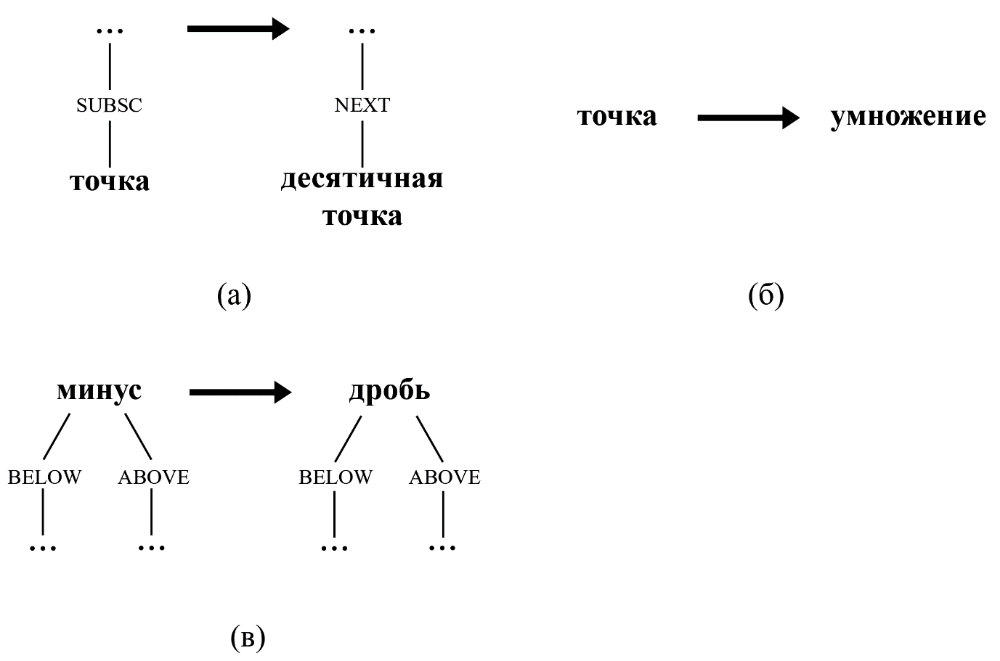 ... ...
SUBSC NEXT
точка десятичная
точка
точка умножение
(а) (б)
минус дробь
BELOW ABOVE BELOW ABOVE
... ... ... ...
(в)